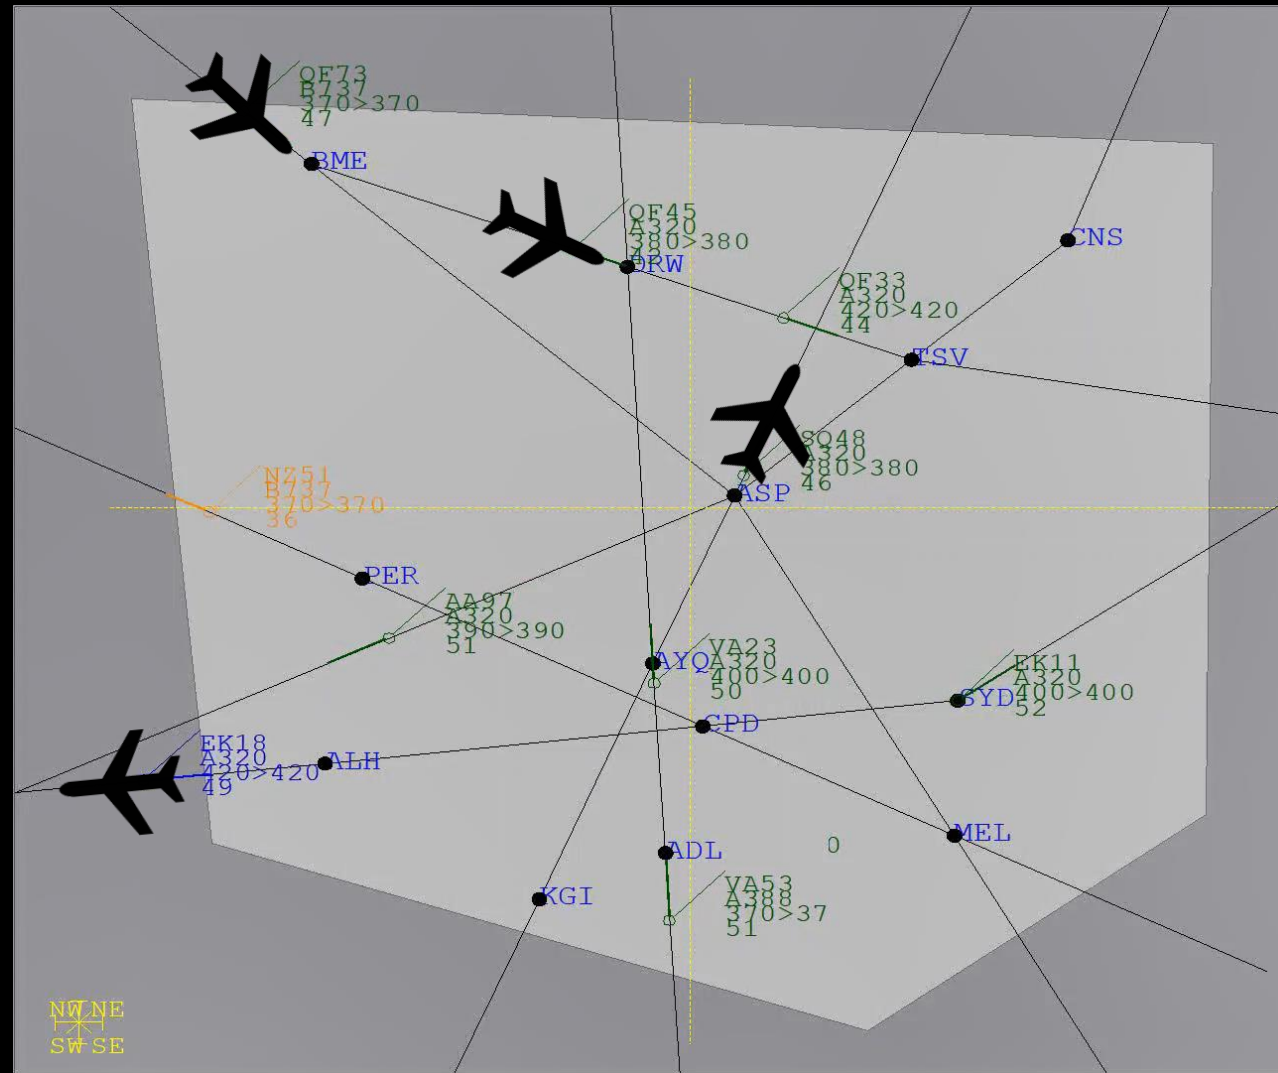 QF73
B737
370>370
47
BME
QF45
A320
380>380
42
DRW
CNS
QF33
A320
420>420
44
TSV
SQ48
A320
380>380
46
ASP
NZ51
B737
370>370
36
PER
AA97
A320
390>390
51
VA23
AYQ
A320
400>400
50
EK11
A320
SYD
400>400
52
CPD
EK18
A320
420>420
49
ALH
MEL
0
ADL
VA53
A388
370>37
51
KGI
NW NE
SW SE